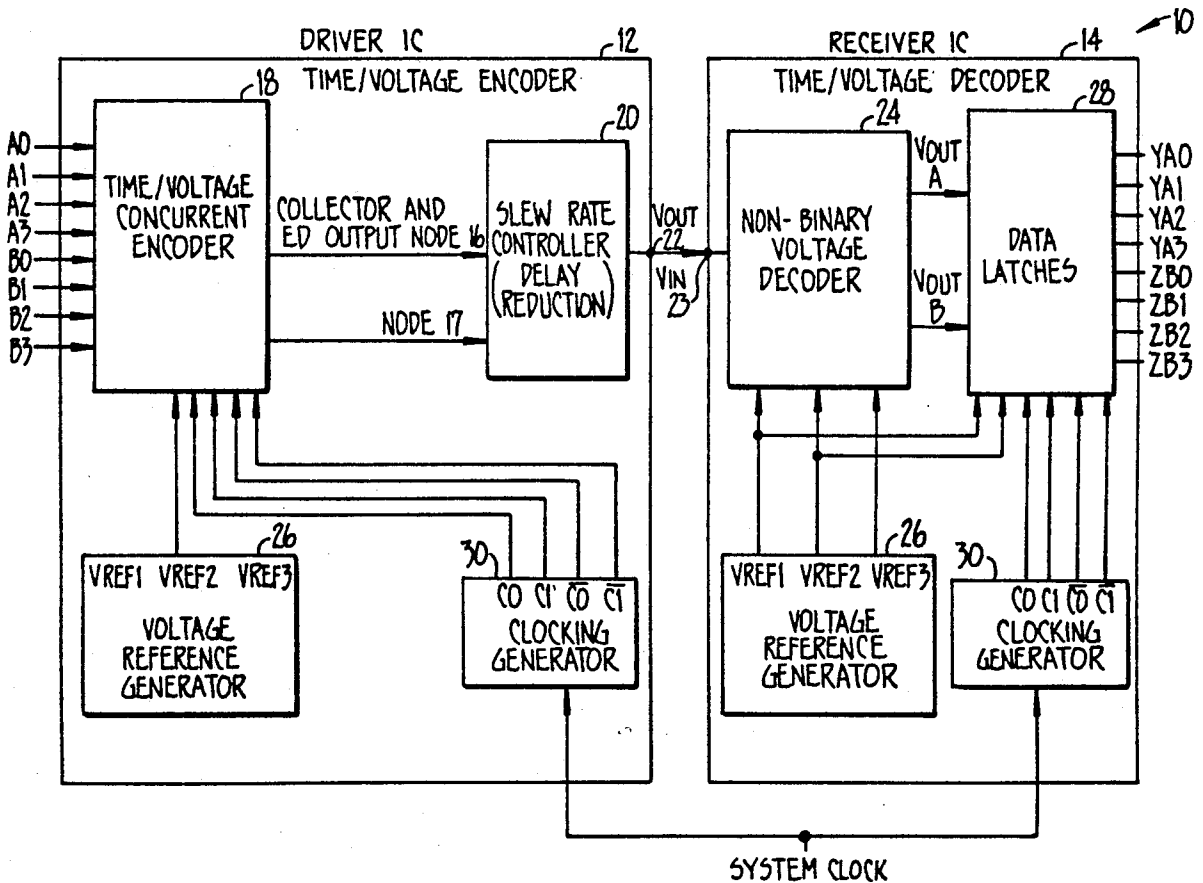 10
DRIVER IC
12
RECEIVER IC
14
TIME/VOLTAGE ENCODER
TIME/VOLTAGE DECODER
18
20
24
28
A0
A1
A2
A3
B0
B1
B2
B3
TIME/VOLTAGE
CONCURRENT
ENCODER
COLLECTOR AND
ED OUTPUT NODE 16
NODE 17
SLEW RATE
CONTROLLER
(DELAY
REDUCTION)
VOUT
22
VIN
23
NON-BINARY
VOLTAGE
DECODER
VOUT
A
VOUT
B
DATA
LATCHES
YA0
YA1
YA2
YA3
ZB0
ZB1
ZB2
ZB3
26
VREF1 VREF2 VREF3
VOLTAGE
REFERENCE
GENERATOR
30
C0 C1' C̅0̅ C̅1̅
CLOCKING
GENERATOR
26
VREF1 VREF2 VREF3
VOLTAGE
REFERENCE
GENERATOR
30
C0 C1 C̅0̅ C̅1̅
CLOCKING
GENERATOR
SYSTEM CLOCK